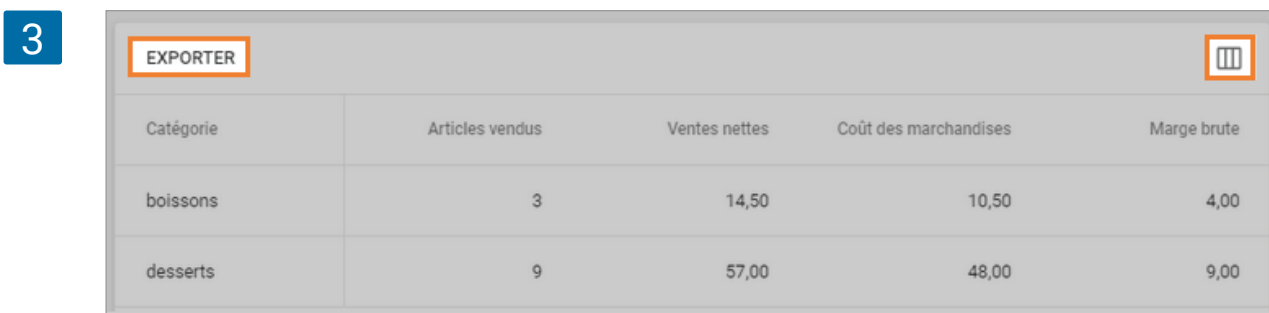 3
EXPORTER
Catégorie Articles vendus Ventes nettes Coût des marchandises Marge brute
boissons 3 14,50 10,50 4,00
desserts 9 57,00 48,00 9,00